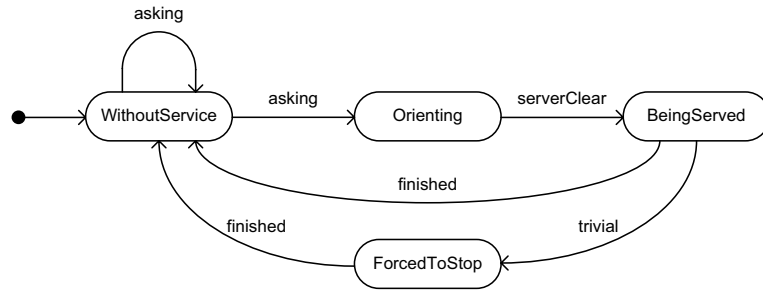 asking
WithoutService
asking
Orienting
serverClear
BeingServed
finished
finished
trivial
ForcedToStop